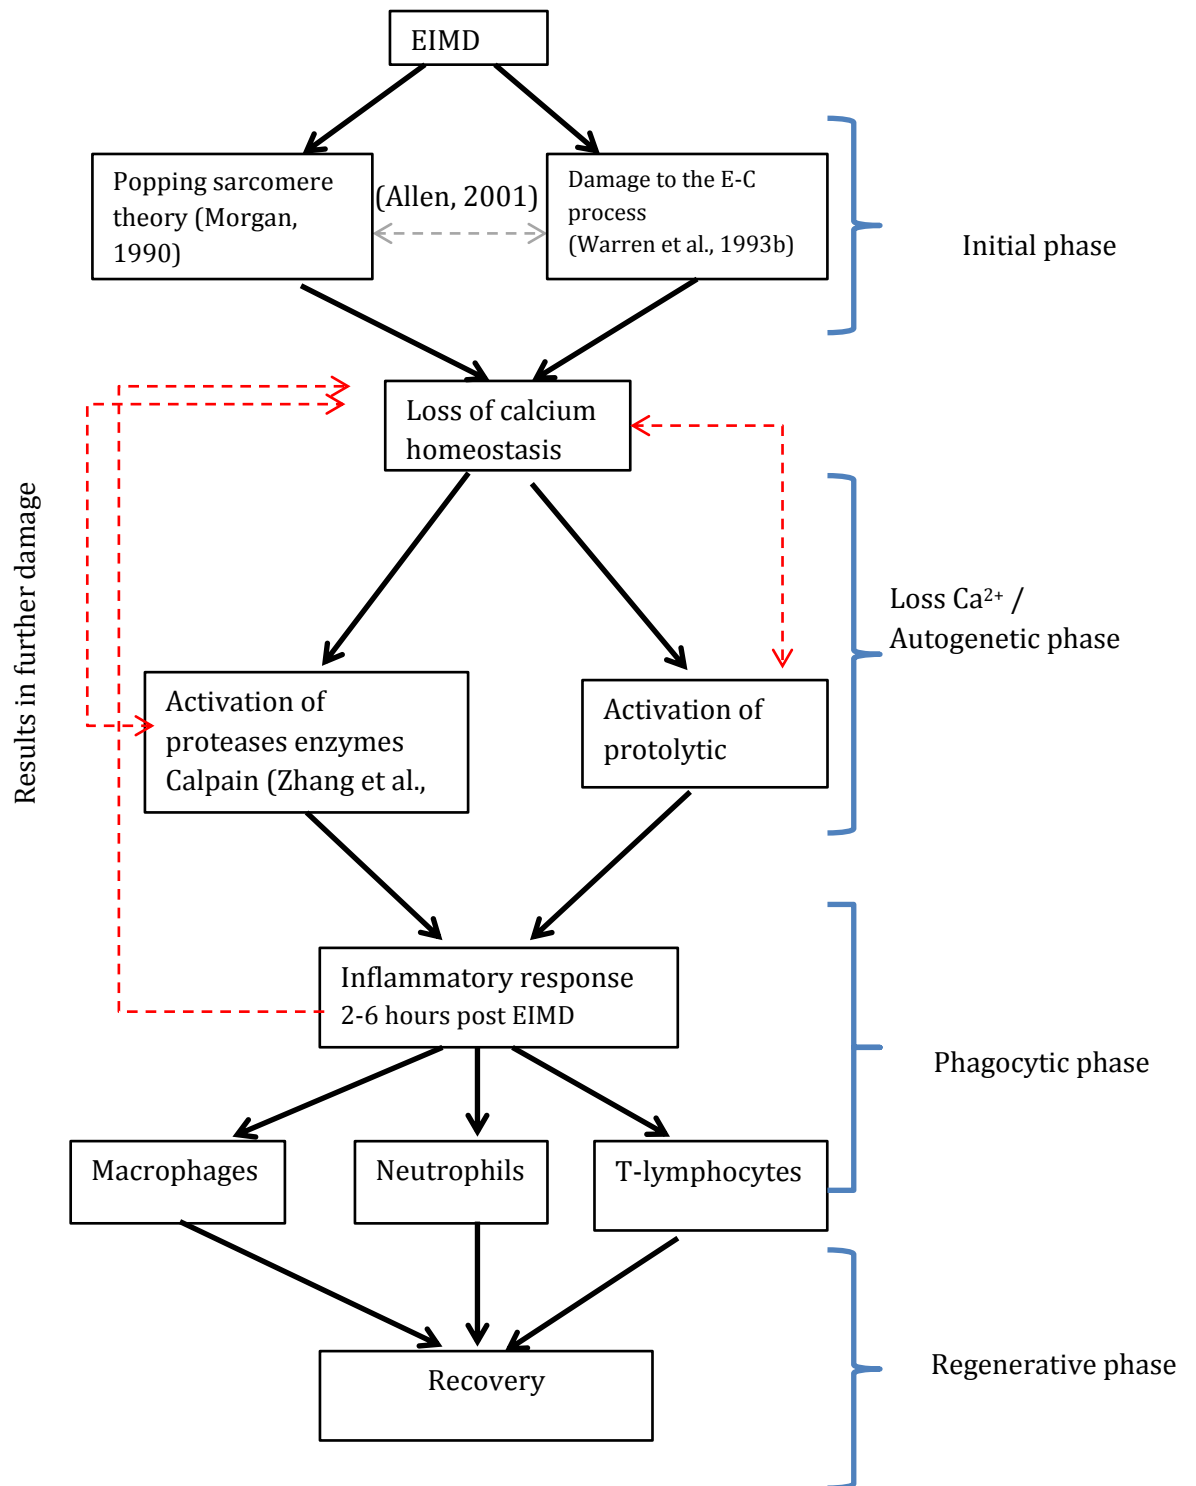 EIMD
Popping sarcomere
theory (Morgan,
1990)
(Allen, 2001)
Damage to the E-C
process
(Warren et al., 1993b)
Initial phase
Loss of calcium
homeostasis
Results in further damage
Loss Ca²⁺ /
Autogenetic phase
Activation of
proteases enzymes
Calpain (Zhang et al.,
Activation of
protolytic
Inflammatory response
2-6 hours post EIMD
Phagocytic phase
Macrophages
Neutrophils
T-lymphocytes
Recovery
Regenerative phase